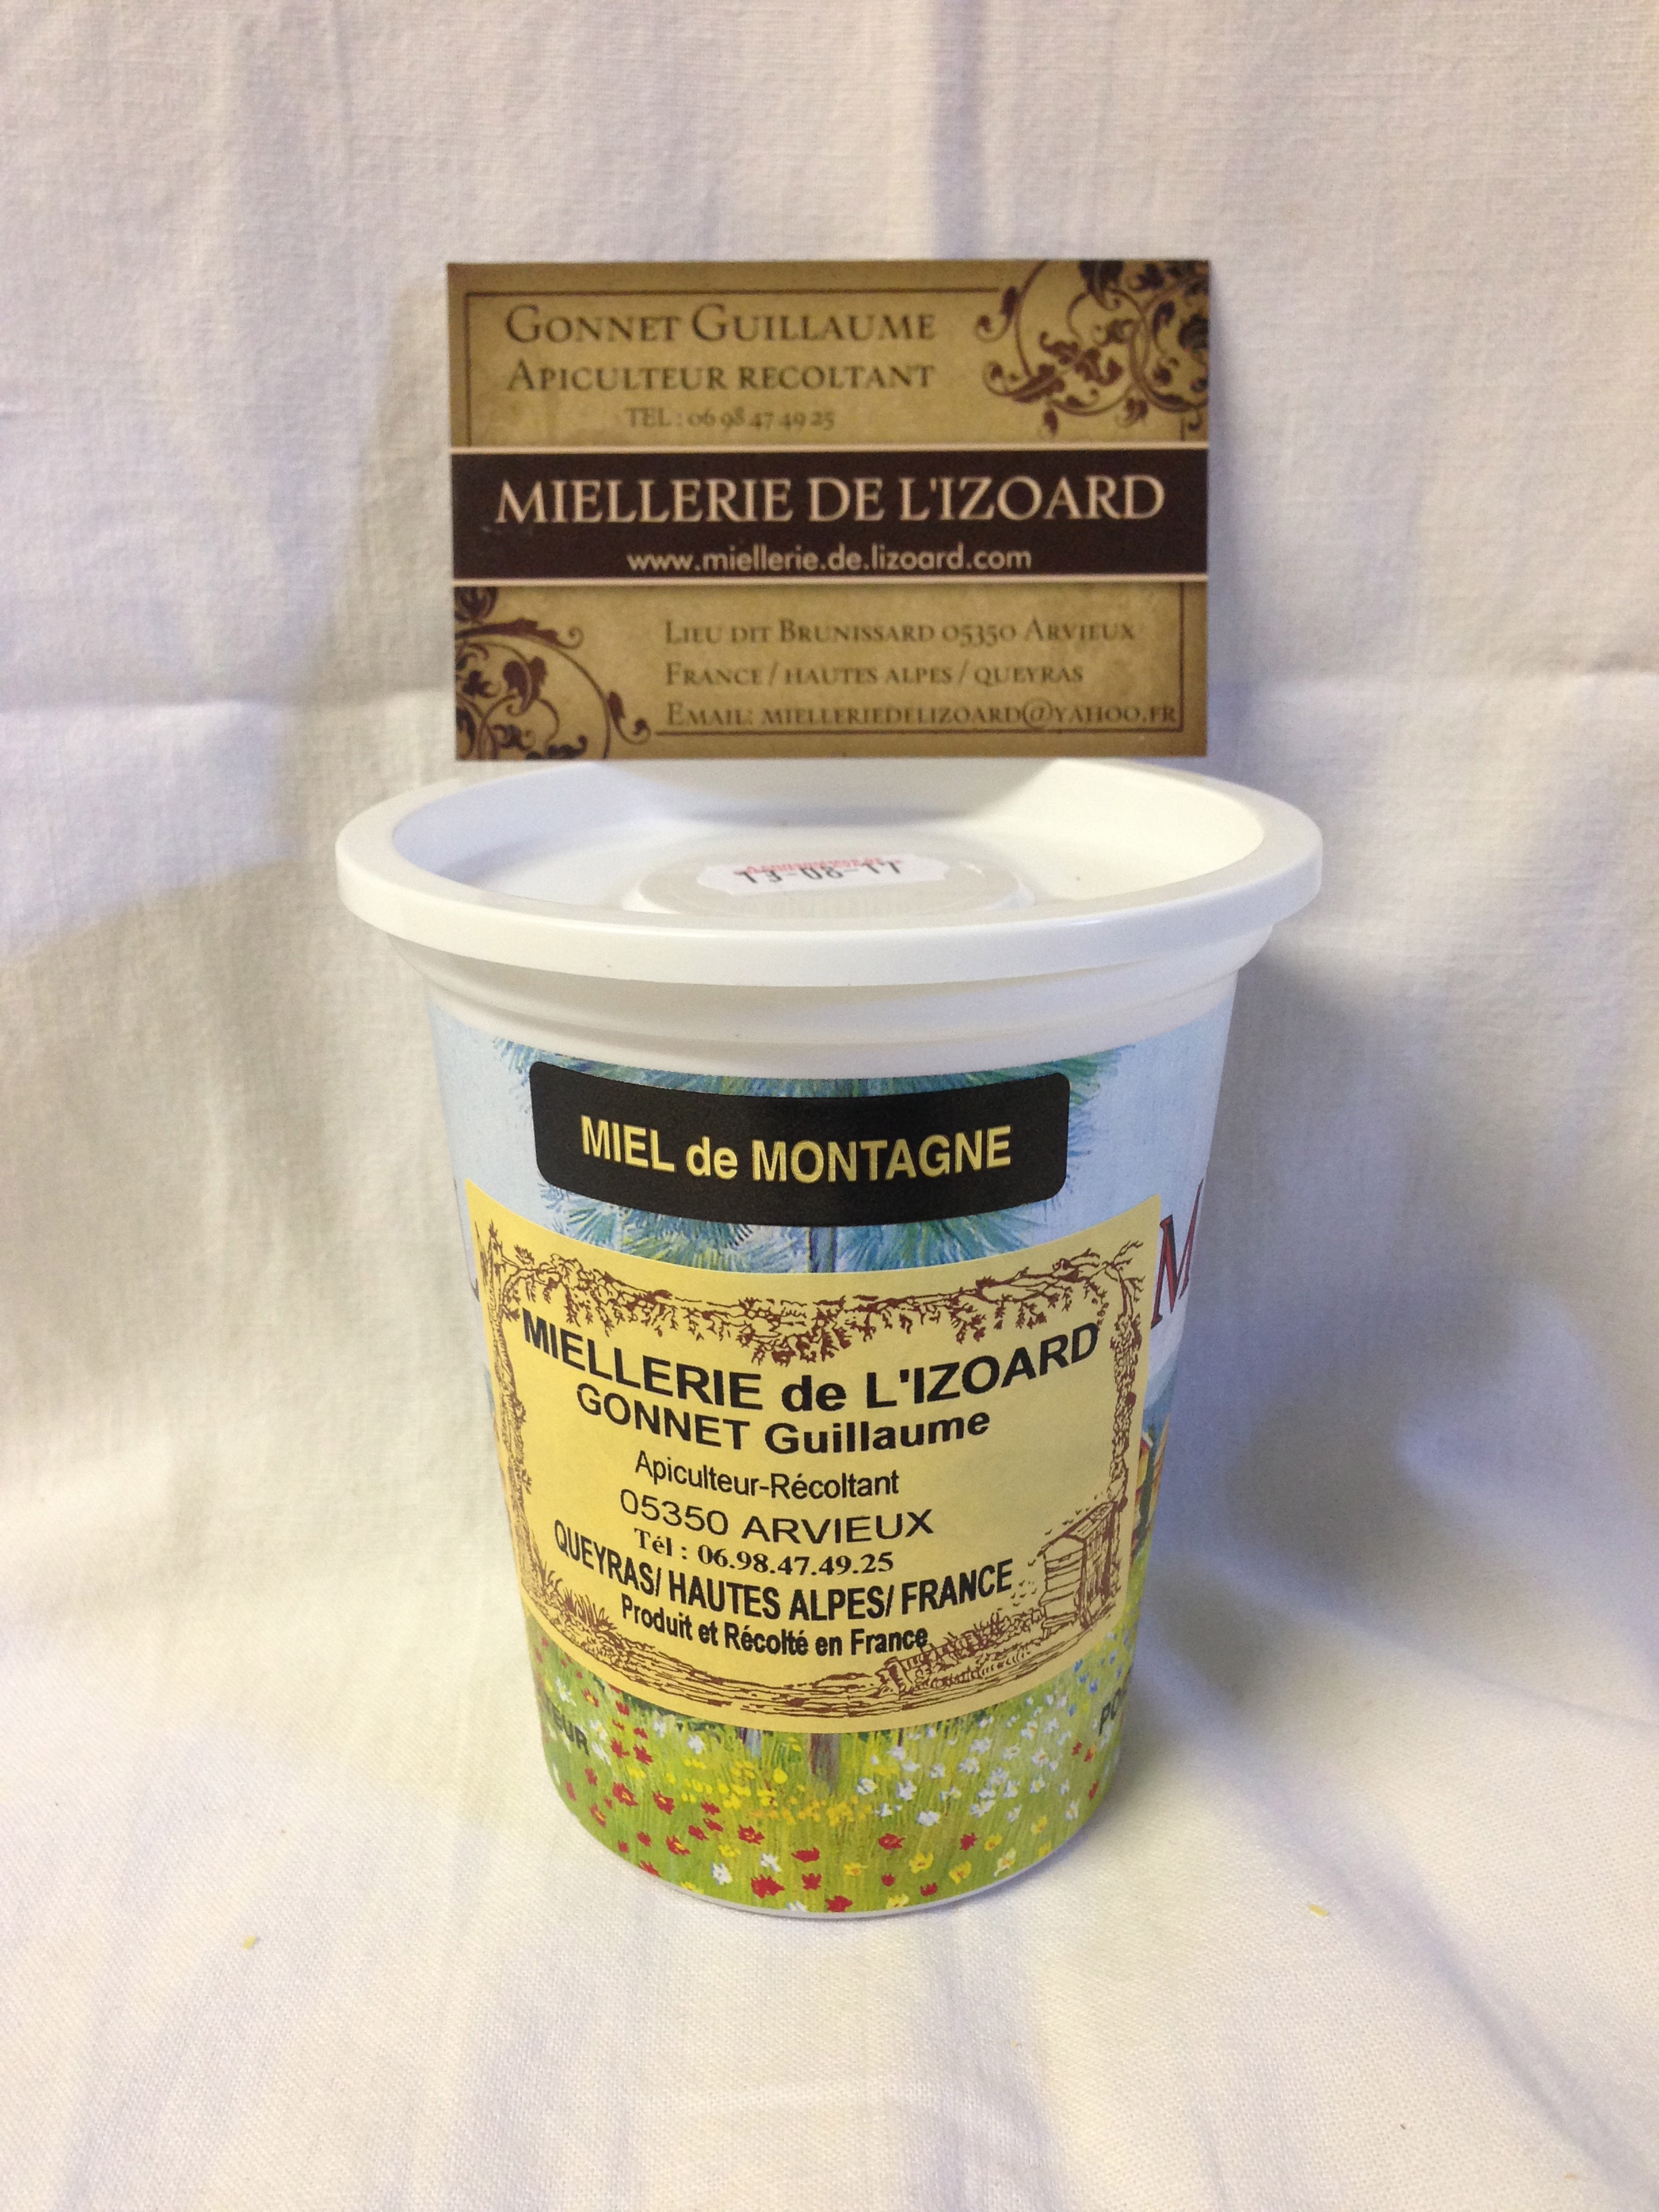 GONNET GUILLAUME
APICULTEUR RECOLTANT
TEL : 06 98 47 49 25
MIELLERIE DE L'IZOARD
www.miellerie.de.lizoard.com
LIEU DIT BRUNISSARD 05350 ARVIEUX
FRANCE / HAUTES ALPES / QUEYRAS
EMAIL: MIELLERIEDELIZOARD@YAHOO.FR
MIEL de MONTAGNE
MIELLERIE de L'IZOARD
GONNET Guillaume
Apiculteur-Récoltant
05350 ARVIEUX
Tél : 06.98.47.49.25
QUEYRAS/ HAUTES ALPES/ FRANCE
Produit et Récolté en France